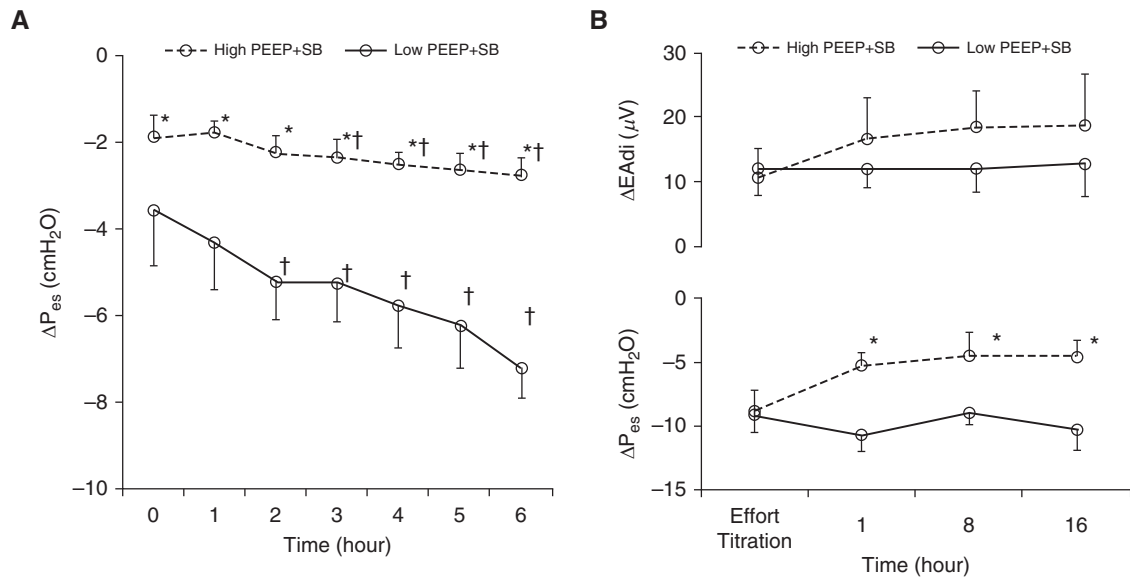 A
High PEEP+SB
Low PEEP+SB
0
–2
–4
–6
–8
–10
ΔPes (cmH2O)
* * * *† *† *† *†
† † † † †
0 1 2 3 4 5 6
Time (hour)
B
High PEEP+SB
Low PEEP+SB
30
20
10
0
ΔEAdi (μV)
0
–5
–10
–15
ΔPes (cmH2O)
* * *
Effort
Titration
1 8 16
Time (hour)